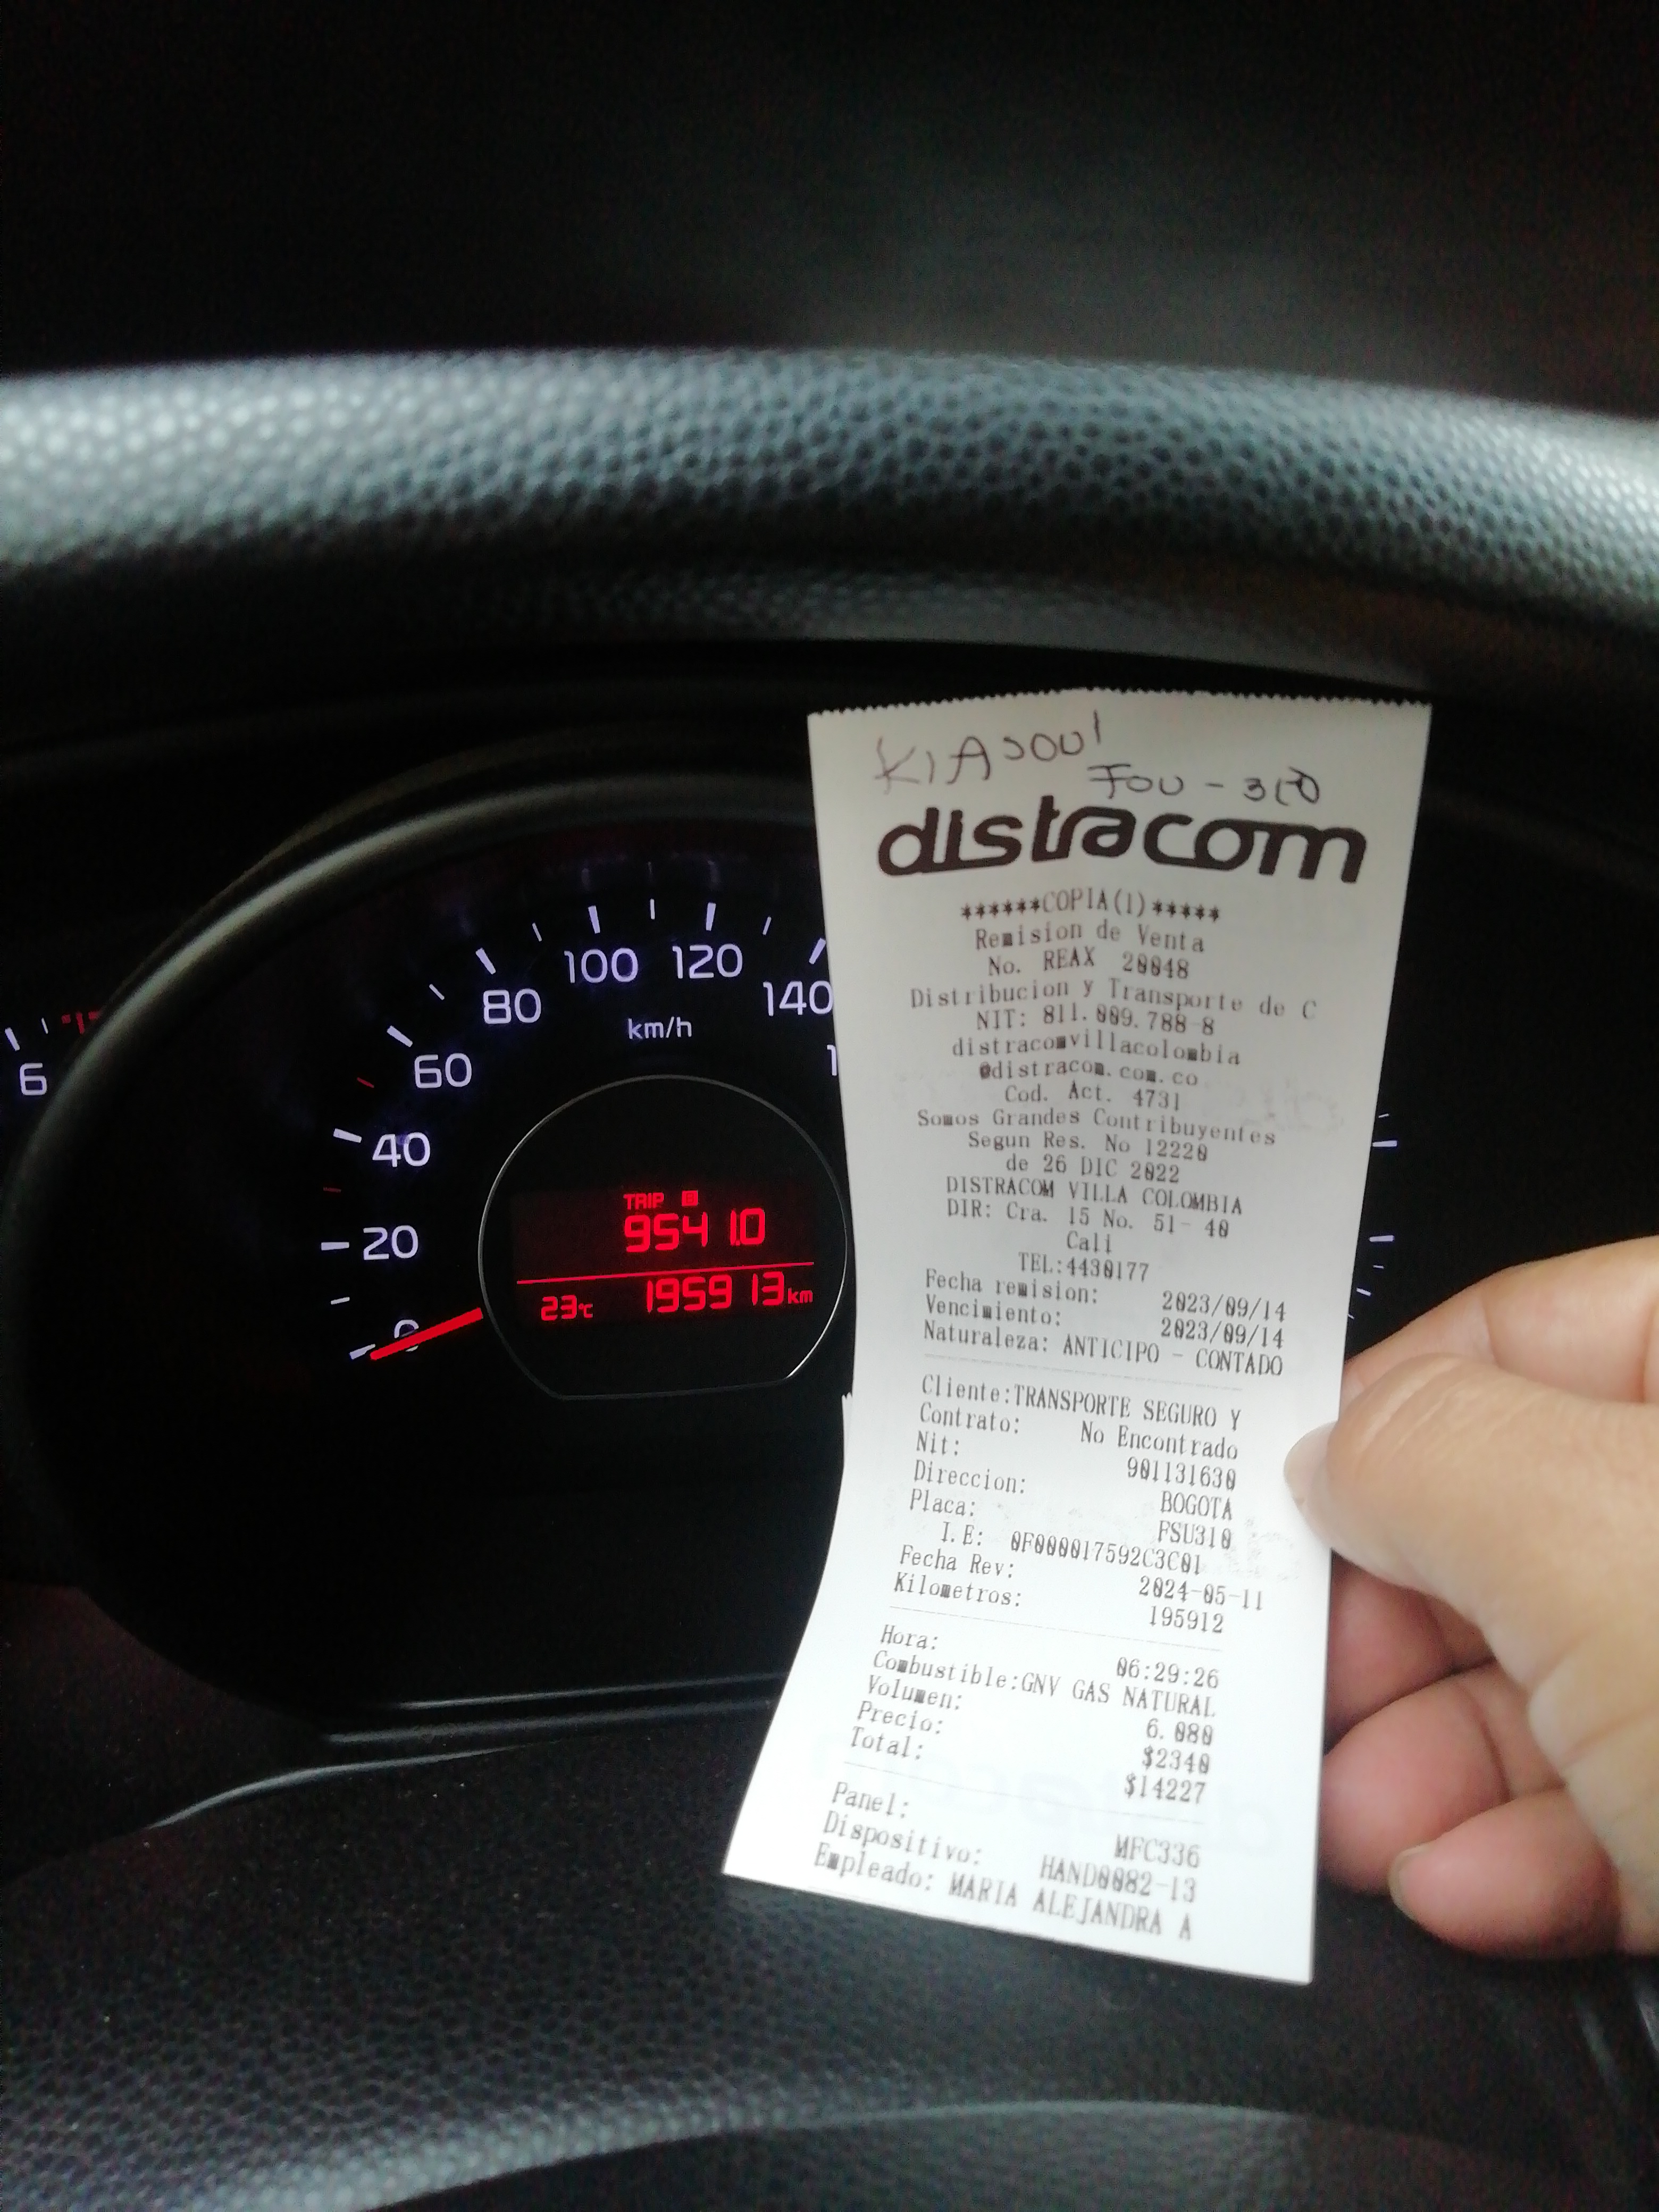 6
0
20
40
60
80
100
120
140
1
km/h
TRIP B
9541.0
23°C 195913 km
KIA soul
distracom
******COPIA(1)*****
Remision de Venta
No. REAX 20048
Distribucion y Transporte de C
NIT: 811.009.788-8
distracomvillacolombia
@distracom.com.co
Cod. Act. 4731
Somos Grandes Contribuyentes
Segun Res. No 12220
de 26 DIC 2022
DISTRACOM VILLA COLOMBIA
DIR: Cra. 15 No. 51- 40
Cali
TEL:4430177
Fecha remision: 2023/09/14
Vencimiento: 2023/09/14
Naturaleza: ANTICIPO - CONTADO
Cliente:TRANSPORTE SEGURO Y
Contrato: No Encontrado
Nit: 901131630
Direccion: BOGOTA
Placa: FSU310
I.E: 0F000017592C3C01
Fecha Rev: 2024-05-11
Kilometros: 195912
Hora: 06:29:26
Combustible:GNV GAS NATURAL
Volumen: 6.080
Precio: $2340
Total: $14227
Panel: MFC336
Dispositivo: HAND0082-13
Empleado: MARIA ALEJANDRA A